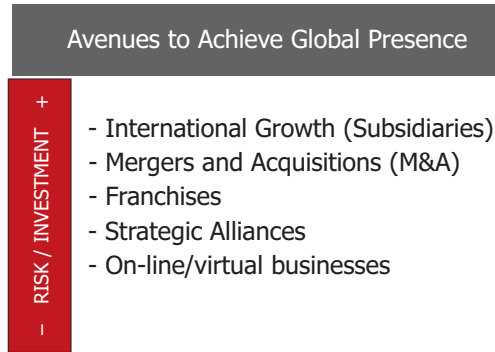 Avenues to Achieve Global Presence
– RISK / INVESTMENT +
- International Growth (Subsidiaries)
- Mergers and Acquisitions (M&A)
- Franchises
- Strategic Alliances
- On-line/virtual businesses